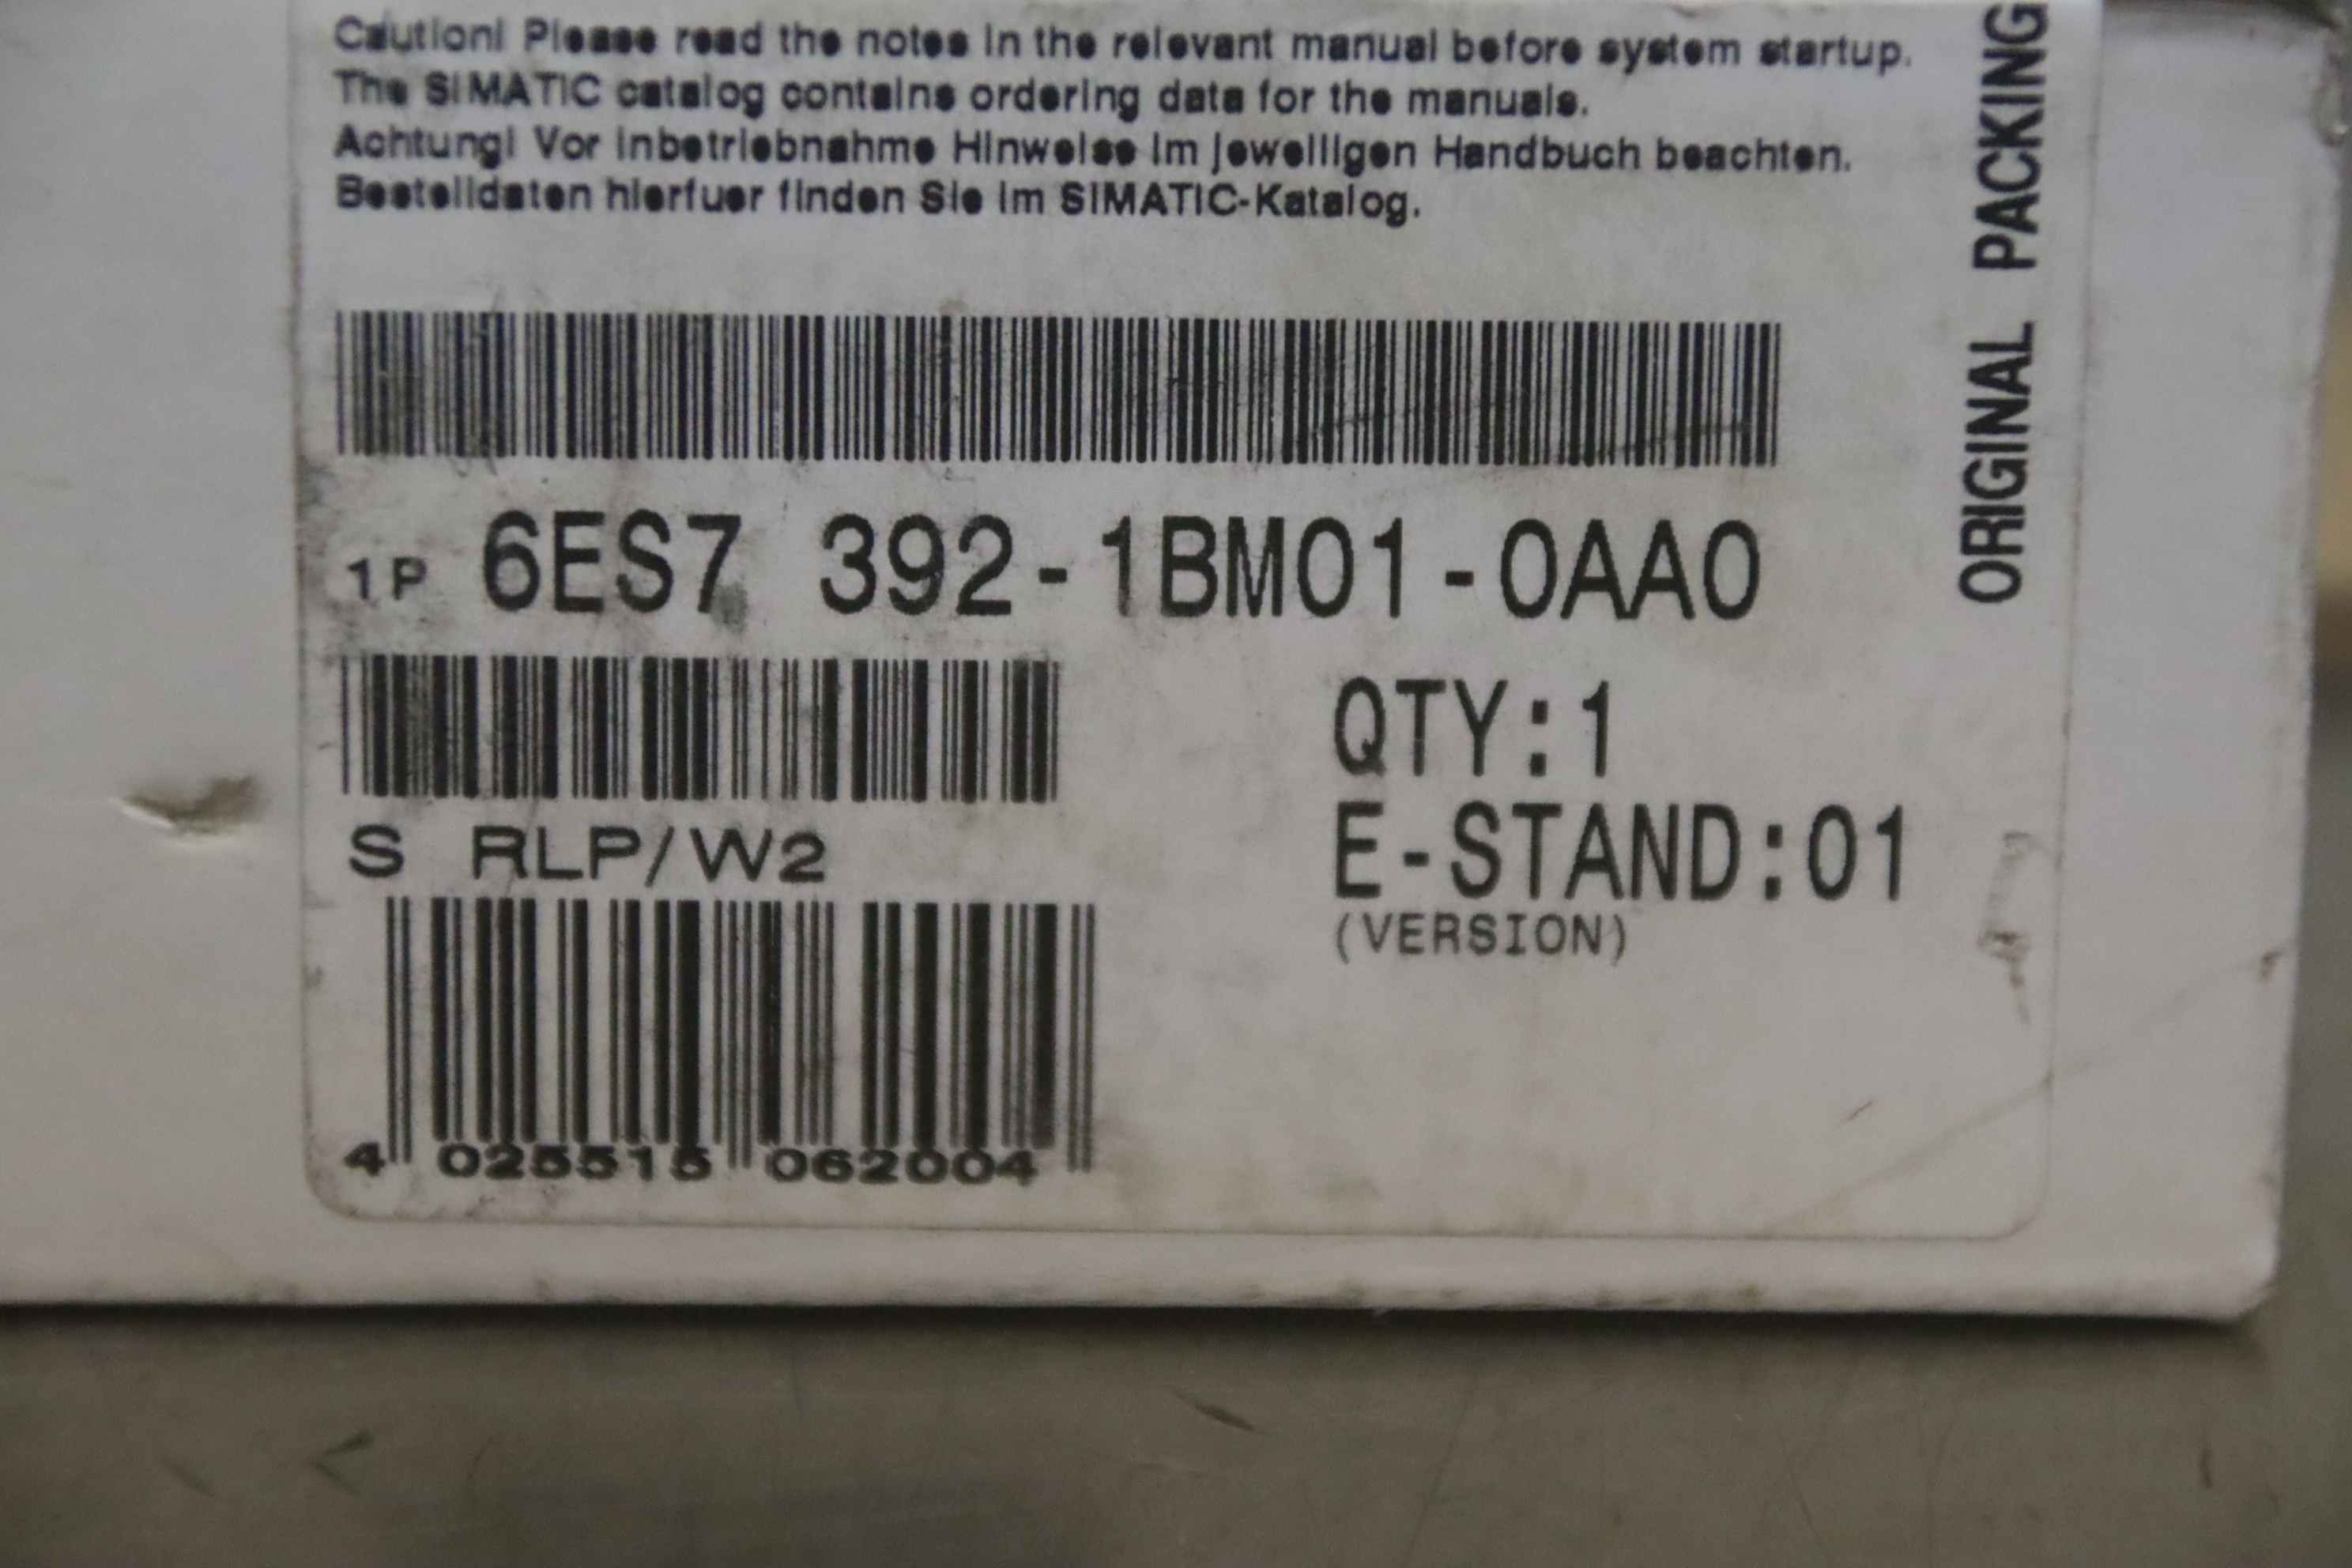 Caution! Please read the notes in the relevant manual before system startup.
The SIMATIC catalog contains ordering data for the manuals.
Achtung! Vor Inbetriebnahme Hinweise im jeweiligen Handbuch beachten.
Bestelldaten hierfuer finden Sie im SIMATIC-Katalog.
ORIGINAL PACKING
1P 6ES7 392-1BM01-0AA0
QTY:1
S RLP/W2
E-STAND:01
(VERSION)
4 025515 062004